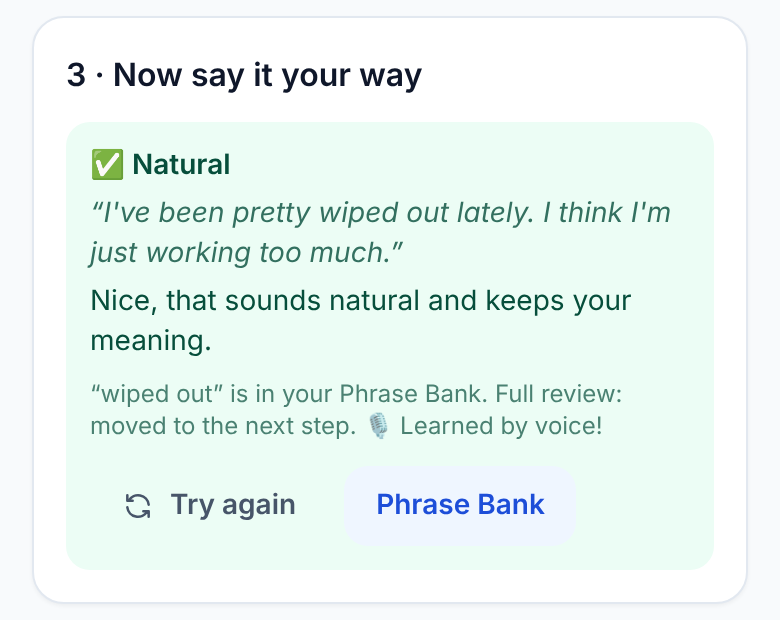 3 · Now say it your way
✅ Natural
“I've been pretty wiped out lately. I think I'm
just working too much.”
Nice, that sounds natural and keeps your
meaning.
“wiped out” is in your Phrase Bank. Full review:
moved to the next step. 🎙️ Learned by voice!
Try again
Phrase Bank